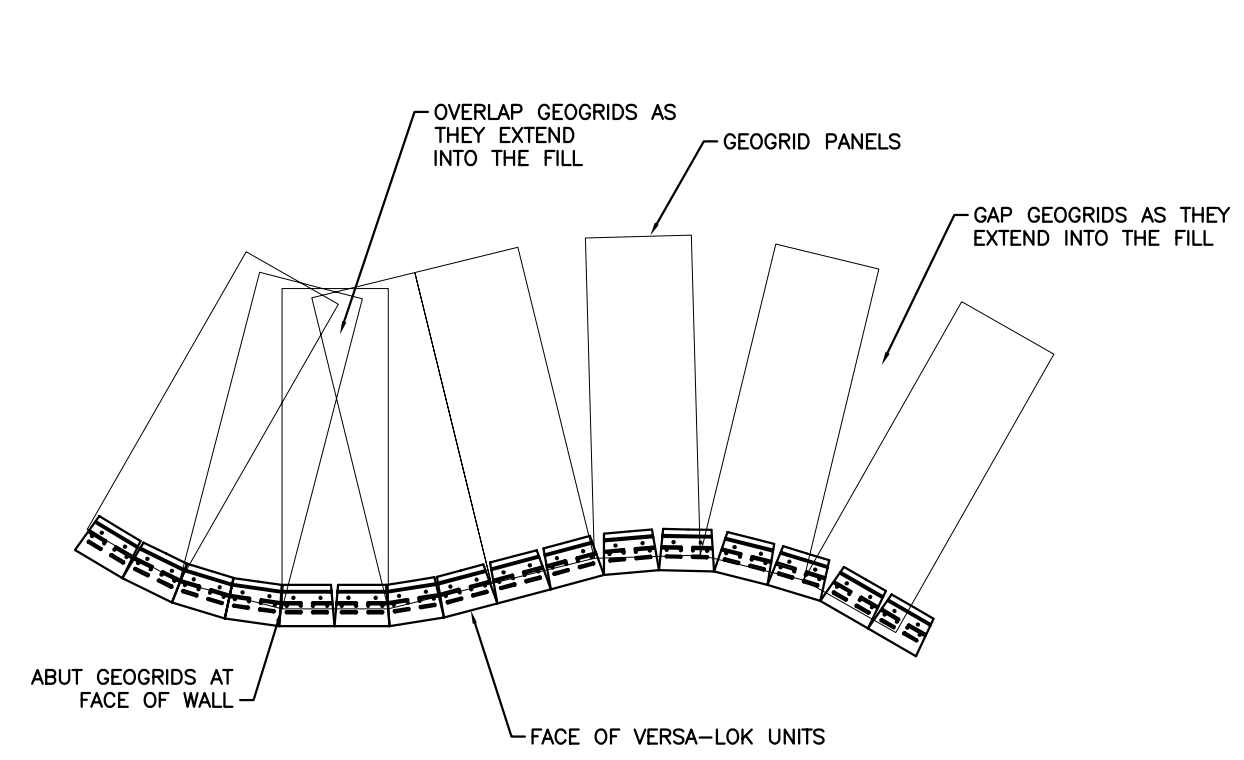 OVERLAP GEOGRIDS AS
THEY EXTEND
INTO THE FILL
GEOGRID PANELS
GAP GEOGRIDS AS THEY
EXTEND INTO THE FILL
ABUT GEOGRIDS AT
FACE OF WALL
FACE OF VERSA-LOK UNITS